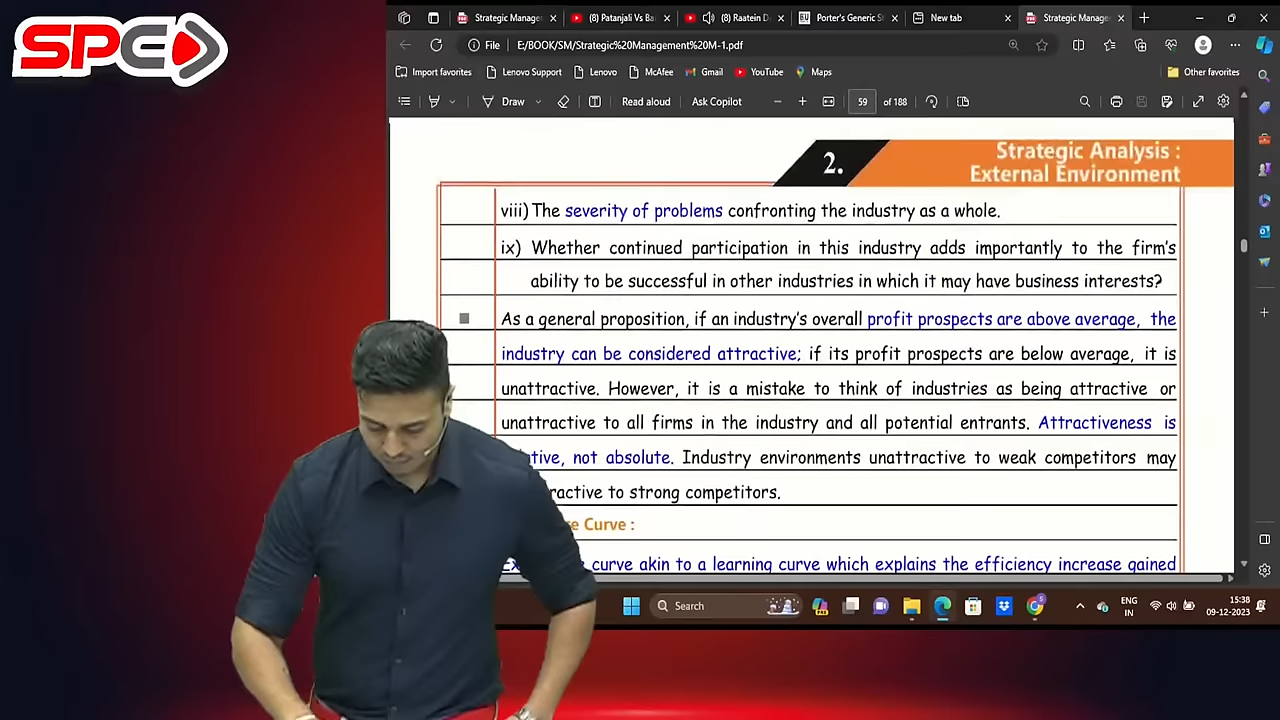 SPC
Strategic Manage
(8) Patanjali Vs Ba
(8) Raatein D
BU
Porter's Generic S
New tab
Strategic Manage
File
E:/BOOK/SM/Strategic%20Management%20M-1.pdf
Import favorites
Lenovo Support
Lenovo
McAfee
Gmail
YouTube
Maps
Other favorites
Draw
Read aloud
Ask Copilot
59
of 188
2.
Strategic Analysis :
External Environment
viii) The severity of problems confronting the industry as a whole.
ix) Whether continued participation in this industry adds importantly to the firm's
ability to be successful in other industries in which it may have business interests?
As a general proposition, if an industry's overall profit prospects are above average, the
industry can be considered attractive; if its profit prospects are below average, it is
unattractive. However, it is a mistake to think of industries as being attractive or
unattractive to all firms in the industry and all potential entrants. Attractiveness is
not absolute. Industry environments unattractive to weak competitors may
to strong competitors.
Curve :
curve akin to a learning curve which explains the efficiency increase gained
Search
ENG
IN
15:38
09-12-2023